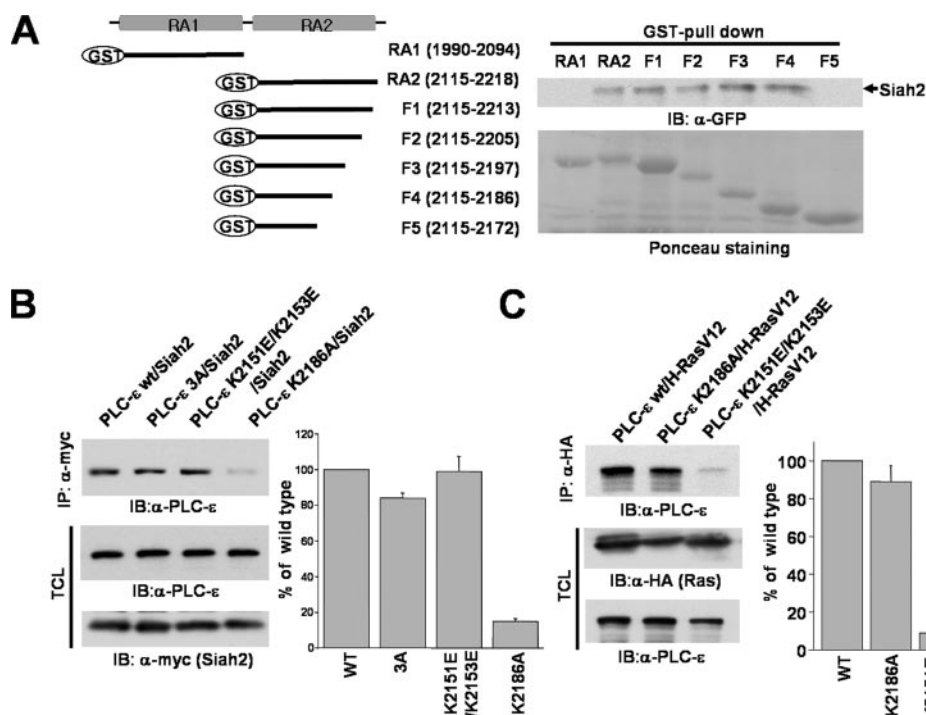 A
RA1 RA2
GST RA1 (1990-2094)
GST RA2 (2115-2218)
GST F1 (2115-2213)
GST F2 (2115-2205)
GST F3 (2115-2197)
GST F4 (2115-2186)
GST F5 (2115-2172)
GST-pull down
RA1 RA2 F1 F2 F3 F4 F5
Siah2
IB: α-GFP
Ponceau staining
B
PLC-ε wt/Siah2
PLC-ε 3A/Siah2
PLC-ε K2151E/K2153E
/Siah2
PLC-ε K2186A/Siah2
IP: α-myc
IB:α-PLC-ε
TCL
IB:α-PLC-ε
IB: α-myc (Siah2)
% of wild type
120
100
80
60
40
20
0
WT
3A
K2151E
/K2153E
K2186A
C
PLC-ε wt/H-RasV12
PLC-ε K2186A/H-RasV12
PLC-ε K2151E/K2153E
/H-RasV12
IP: α-HA
IB:α-PLC-ε
TCL
IB:α-HA (Ras)
IB:α-PLC-ε
% of wild type
100
80
60
40
20
0
WT
K2186A